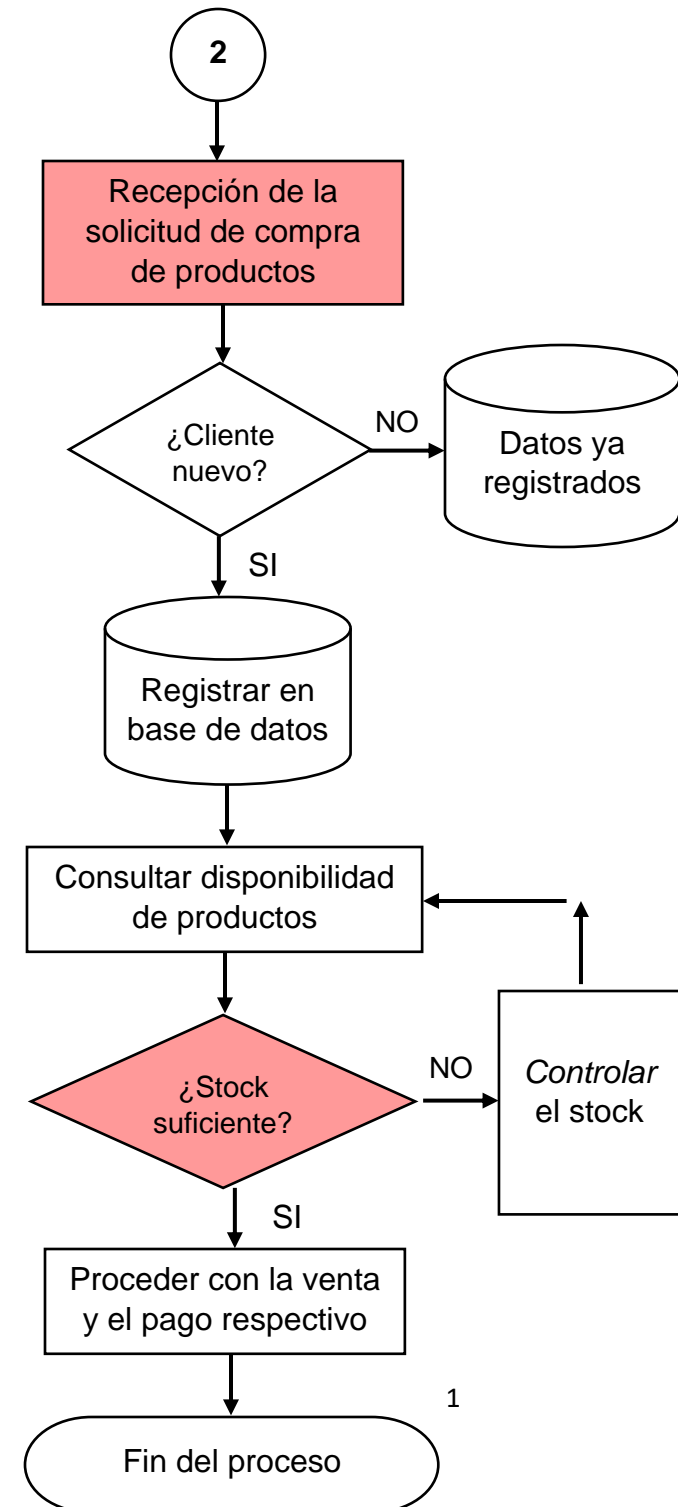 2
Recepción de la
solicitud de compra
de productos
¿Cliente
nuevo?
NO
Datos ya
registrados
SI
Registrar en
base de datos
Consultar disponibilidad
de productos
¿Stock
suficiente?
NO
Controlar
el stock
SI
Proceder con la venta
y el pago respectivo
1
Fin del proceso